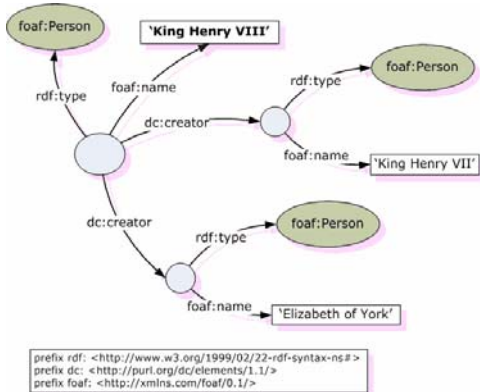 foaf:Person
'King Henry VIII'
foaf:name
rdf:type
foaf:Person
rdf:type
dc:creator
foaf:name
'King Henry VII'
dc:creator
foaf:Person
rdf:type
foaf:name
'Elizabeth of York'
prefix rdf: <http://www.w3.org/1999/02/22-rdf-syntax-ns#>
prefix dc: <http://purl.org/dc/elements/1.1/>
prefix foaf: <http://xmlns.com/foaf/0.1/>